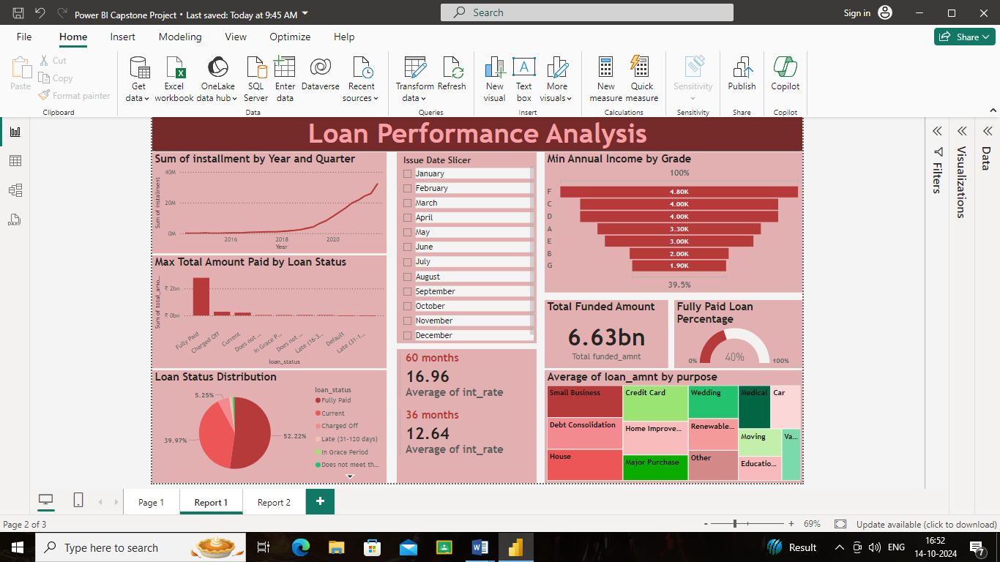 Power BI Capstone Project • Last saved: Today at 9:45 AM
Search
Sign in
File
Home
Insert
Modeling
View
Optimize
Help
Share
Paste
Cut
Copy
Format painter
Clipboard
Get
data
Excel
workbook
OneLake
data hub
SQL
Server
Enter
data
Dataverse
Recent
sources
Data
Transform
data
Refresh
Queries
New
visual
Text
box
More
visuals
Insert
New
measure
Quick
measure
Calculations
Sensitivity
Sensitivity
Publish
Share
Copilot
Copilot
Loan Performance Analysis
Sum of installment by Year and Quarter
Sum of installment
40M
20M
0M
2016
2018
2020
Year
Max Total Amount Paid by Loan Status
Sum of total_amo...
₹ 2bn
₹ 0bn
Fully Paid
Charged Off
Current
Does not ...
In Grace P...
Does not ...
Late (16-3...
Default
Late (31-1...
loan_status
Loan Status Distribution
5.25%
39.97%
52.22%
loan_status
Fully Paid
Current
Charged Off
Late (31-120 days)
In Grace Period
Does not meet th...
Issue Date Slicer
January
February
March
April
May
June
July
August
September
October
November
December
60 months
16.96
Average of int_rate
36 months
12.64
Average of int_rate
Min Annual Income by Grade
100%
F 4.80K
C 4.00K
D 4.00K
A 3.30K
E 3.00K
B 2.00K
G 1.90K
39.5%
Total Funded Amount
6.63bn
Total funded_amnt
Fully Paid Loan
Percentage
0%
40%
100%
Average of loan_amnt by purpose
Small Business
Debt Consolidation
House
Credit Card
Home Improve...
Major Purchase
Wedding
Renewable...
Other
Medical
Car
Moving
Educatio...
Va...
Filters
Visualizations
Data
DAX
Page 1
Report 1
Report 2
Page 2 of 3
69%
Update available (click to download)
Type here to search
Result
ENG
16:52
14-10-2024
7